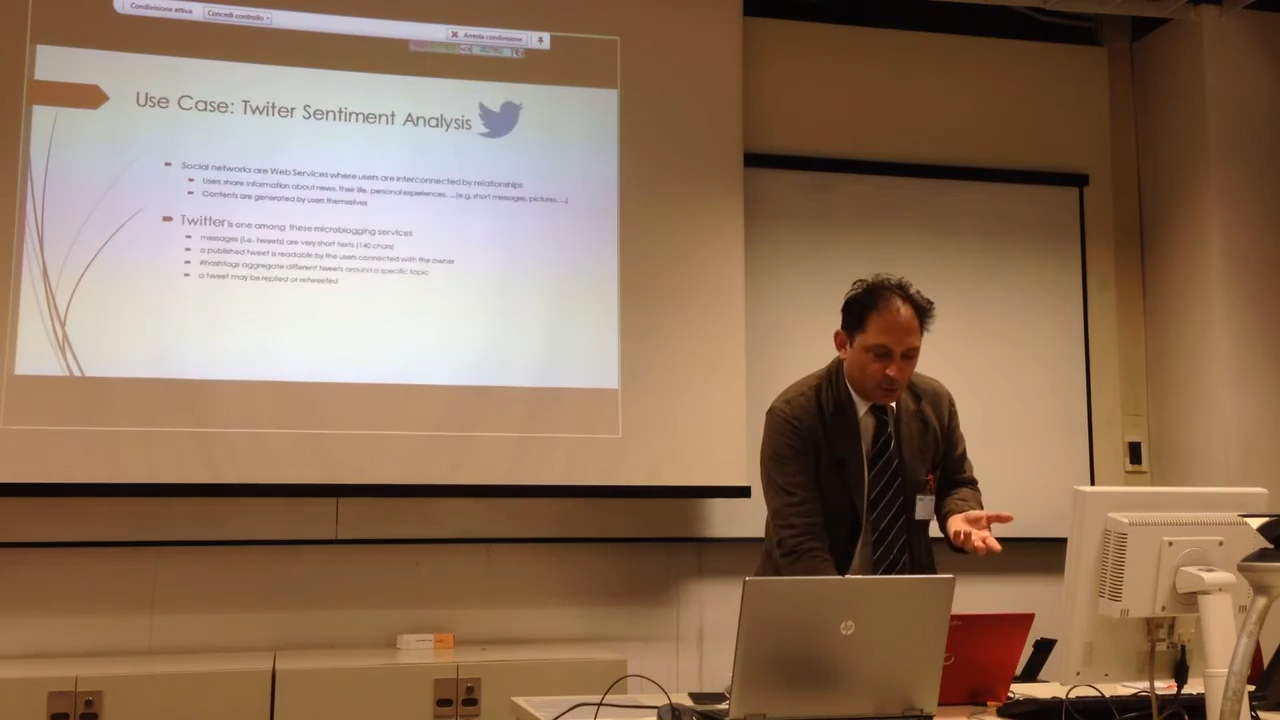 Condivisione attiva Concedi controllo
Arresta condivisione
Use Case: Twiter Sentiment Analysis
Social networks are Web Services where users are interconnected by relationships
Users share information about news, their life, personal experiences, ...(e.g. short messages, pictures, ...)
Contents are generated by users themselves
Twitter is one among these microblogging services
messages (i.e. tweets) are very short texts (140 chars)
a published tweet is readable by the users connected with the owner
#hashtags aggregate different tweets around a specific topic
a tweet may be replied or retweeted
hp